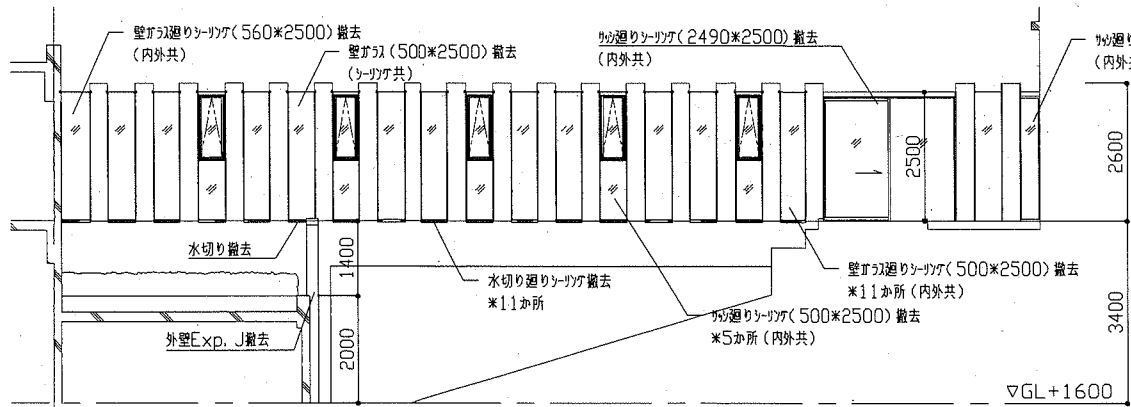 壁ガラス廻りシーリング(560*2500)撤去
(内外共)
壁ガラス(500*2500)撤去
(シーリング共)
サッシ廻りシーリング(2490*2500)撤去
(内外共)
サッシ廻り
(内外共
2500
2600
水切り撤去
1400
水切り廻りシーリング撤去
*11か所
壁ガラス廻りシーリング(500*2500)撤去
*11か所(内外共)
サッシ廻りシーリング(500*2500)撤去
*5か所(内外共)
外壁Exp.J撤去
2000
3400
▽GL+1600